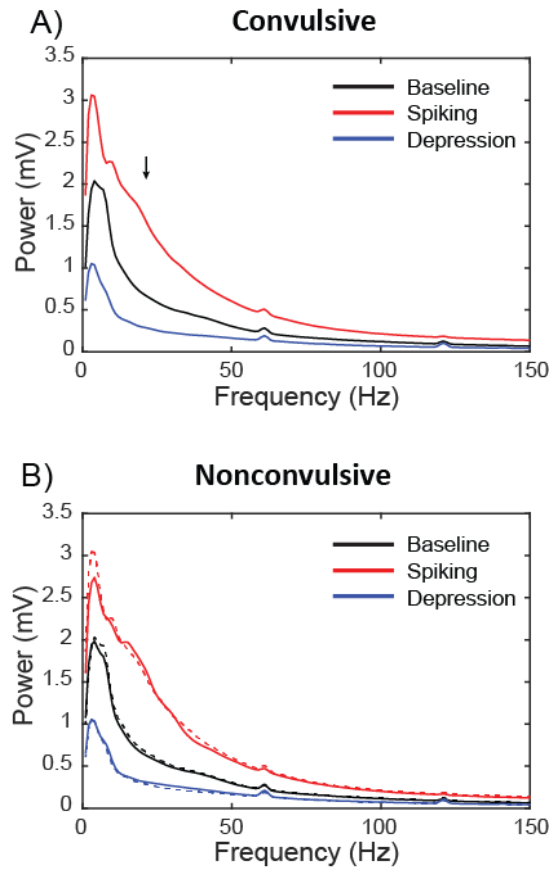 A) Convulsive
3.5
3
2.5
2
1.5
1
0.5
0
Power (mV)
Baseline
Spiking
Depression
0 50 100 150
Frequency (Hz)
B) Nonconvulsive
3.5
3
2.5
2
1.5
1
0.5
0
Power (mV)
Baseline
Spiking
Depression
0 50 100 150
Frequency (Hz)